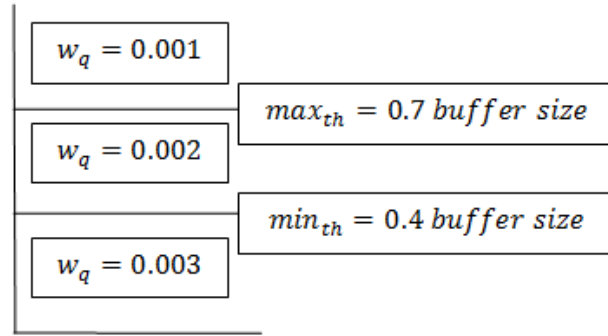 w_q = 0.001
max_th = 0.7 buffer size
w_q = 0.002
min_th = 0.4 buffer size
w_q = 0.003